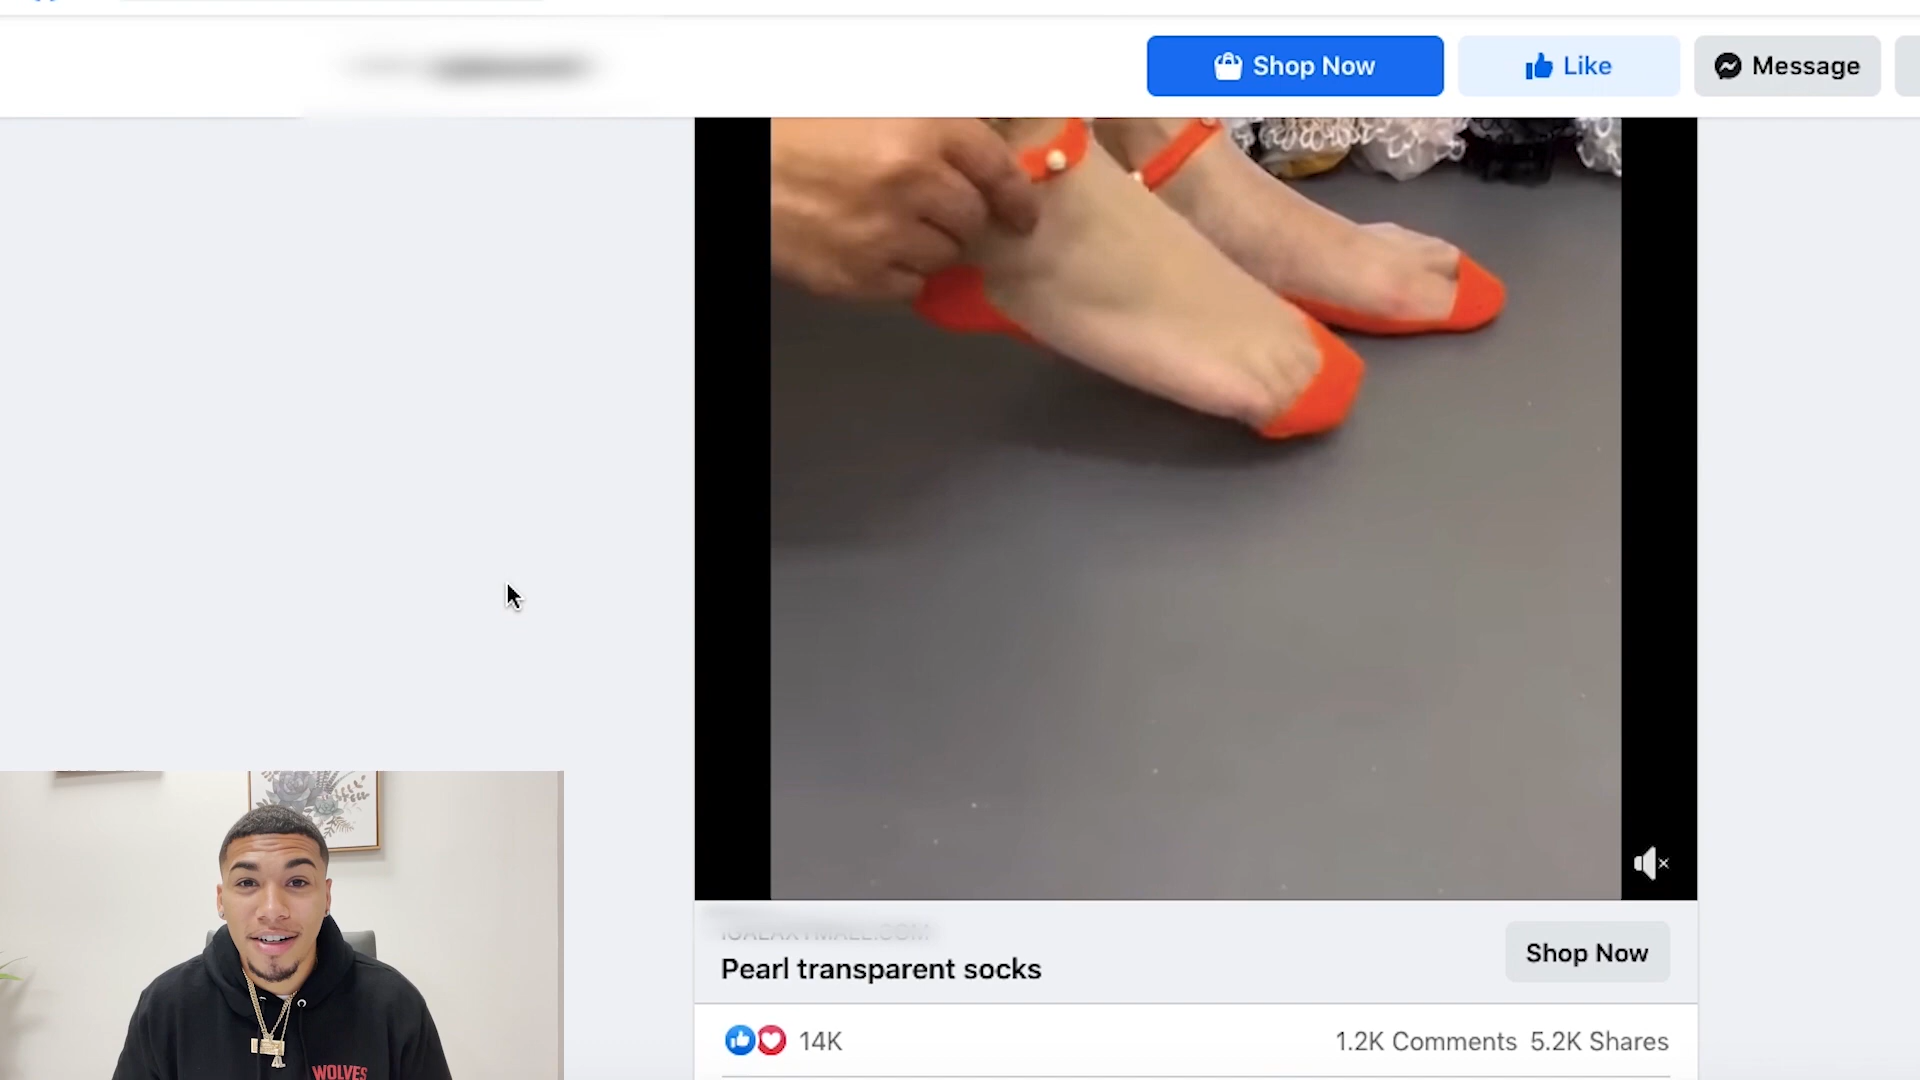 Shop Now
Like
Message
Pearl transparent socks
Shop Now
14K
1.2K Comments 5.2K Shares
WOLVES